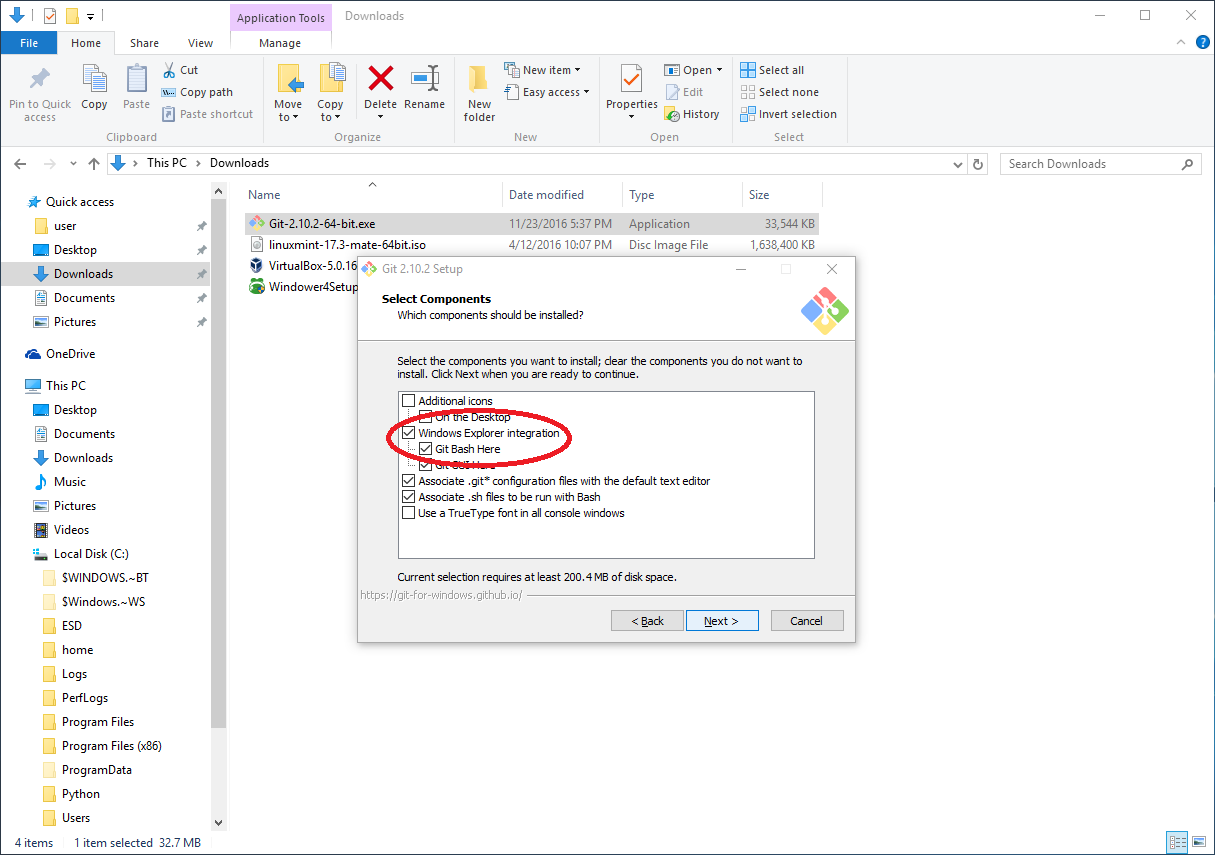 Application Tools Downloads
File Home Share View Manage
Pin to Quick access
Copy
Paste
Cut
Copy path
Paste shortcut
Clipboard
Move to
Copy to
Delete
Rename
Organize
New folder
New item
Easy access
New
Properties
Open
Edit
History
Open
Select all
Select none
Invert selection
Select
This PC > Downloads
Search Downloads
Quick access
user
Desktop
Downloads
Documents
Pictures
OneDrive
This PC
Desktop
Documents
Downloads
Music
Pictures
Videos
Local Disk (C:)
$WINDOWS.~BT
$Windows.~WS
ESD
home
Logs
PerfLogs
Program Files
Program Files (x86)
ProgramData
Python
Users
Name Date modified Type Size
Git-2.10.2-64-bit.exe 11/23/2016 5:37 PM Application 33,544 KB
linuxmint-17.3-mate-64bit.iso 4/12/2016 10:07 PM Disc Image File 1,638,400 KB
VirtualBox-5.0.16
Windower4Setup
Git 2.10.2 Setup
Select Components
Which components should be installed?
Select the components you want to install; clear the components you do not want to
install. Click Next when you are ready to continue.
Additional icons
On the Desktop
Windows Explorer integration
Git Bash Here
Git GUI Here
Associate .git* configuration files with the default text editor
Associate .sh files to be run with Bash
Use a TrueType font in all console windows
Current selection requires at least 200.4 MB of disk space.
https://git-for-windows.github.io/
< Back Next > Cancel
4 items 1 item selected 32.7 MB